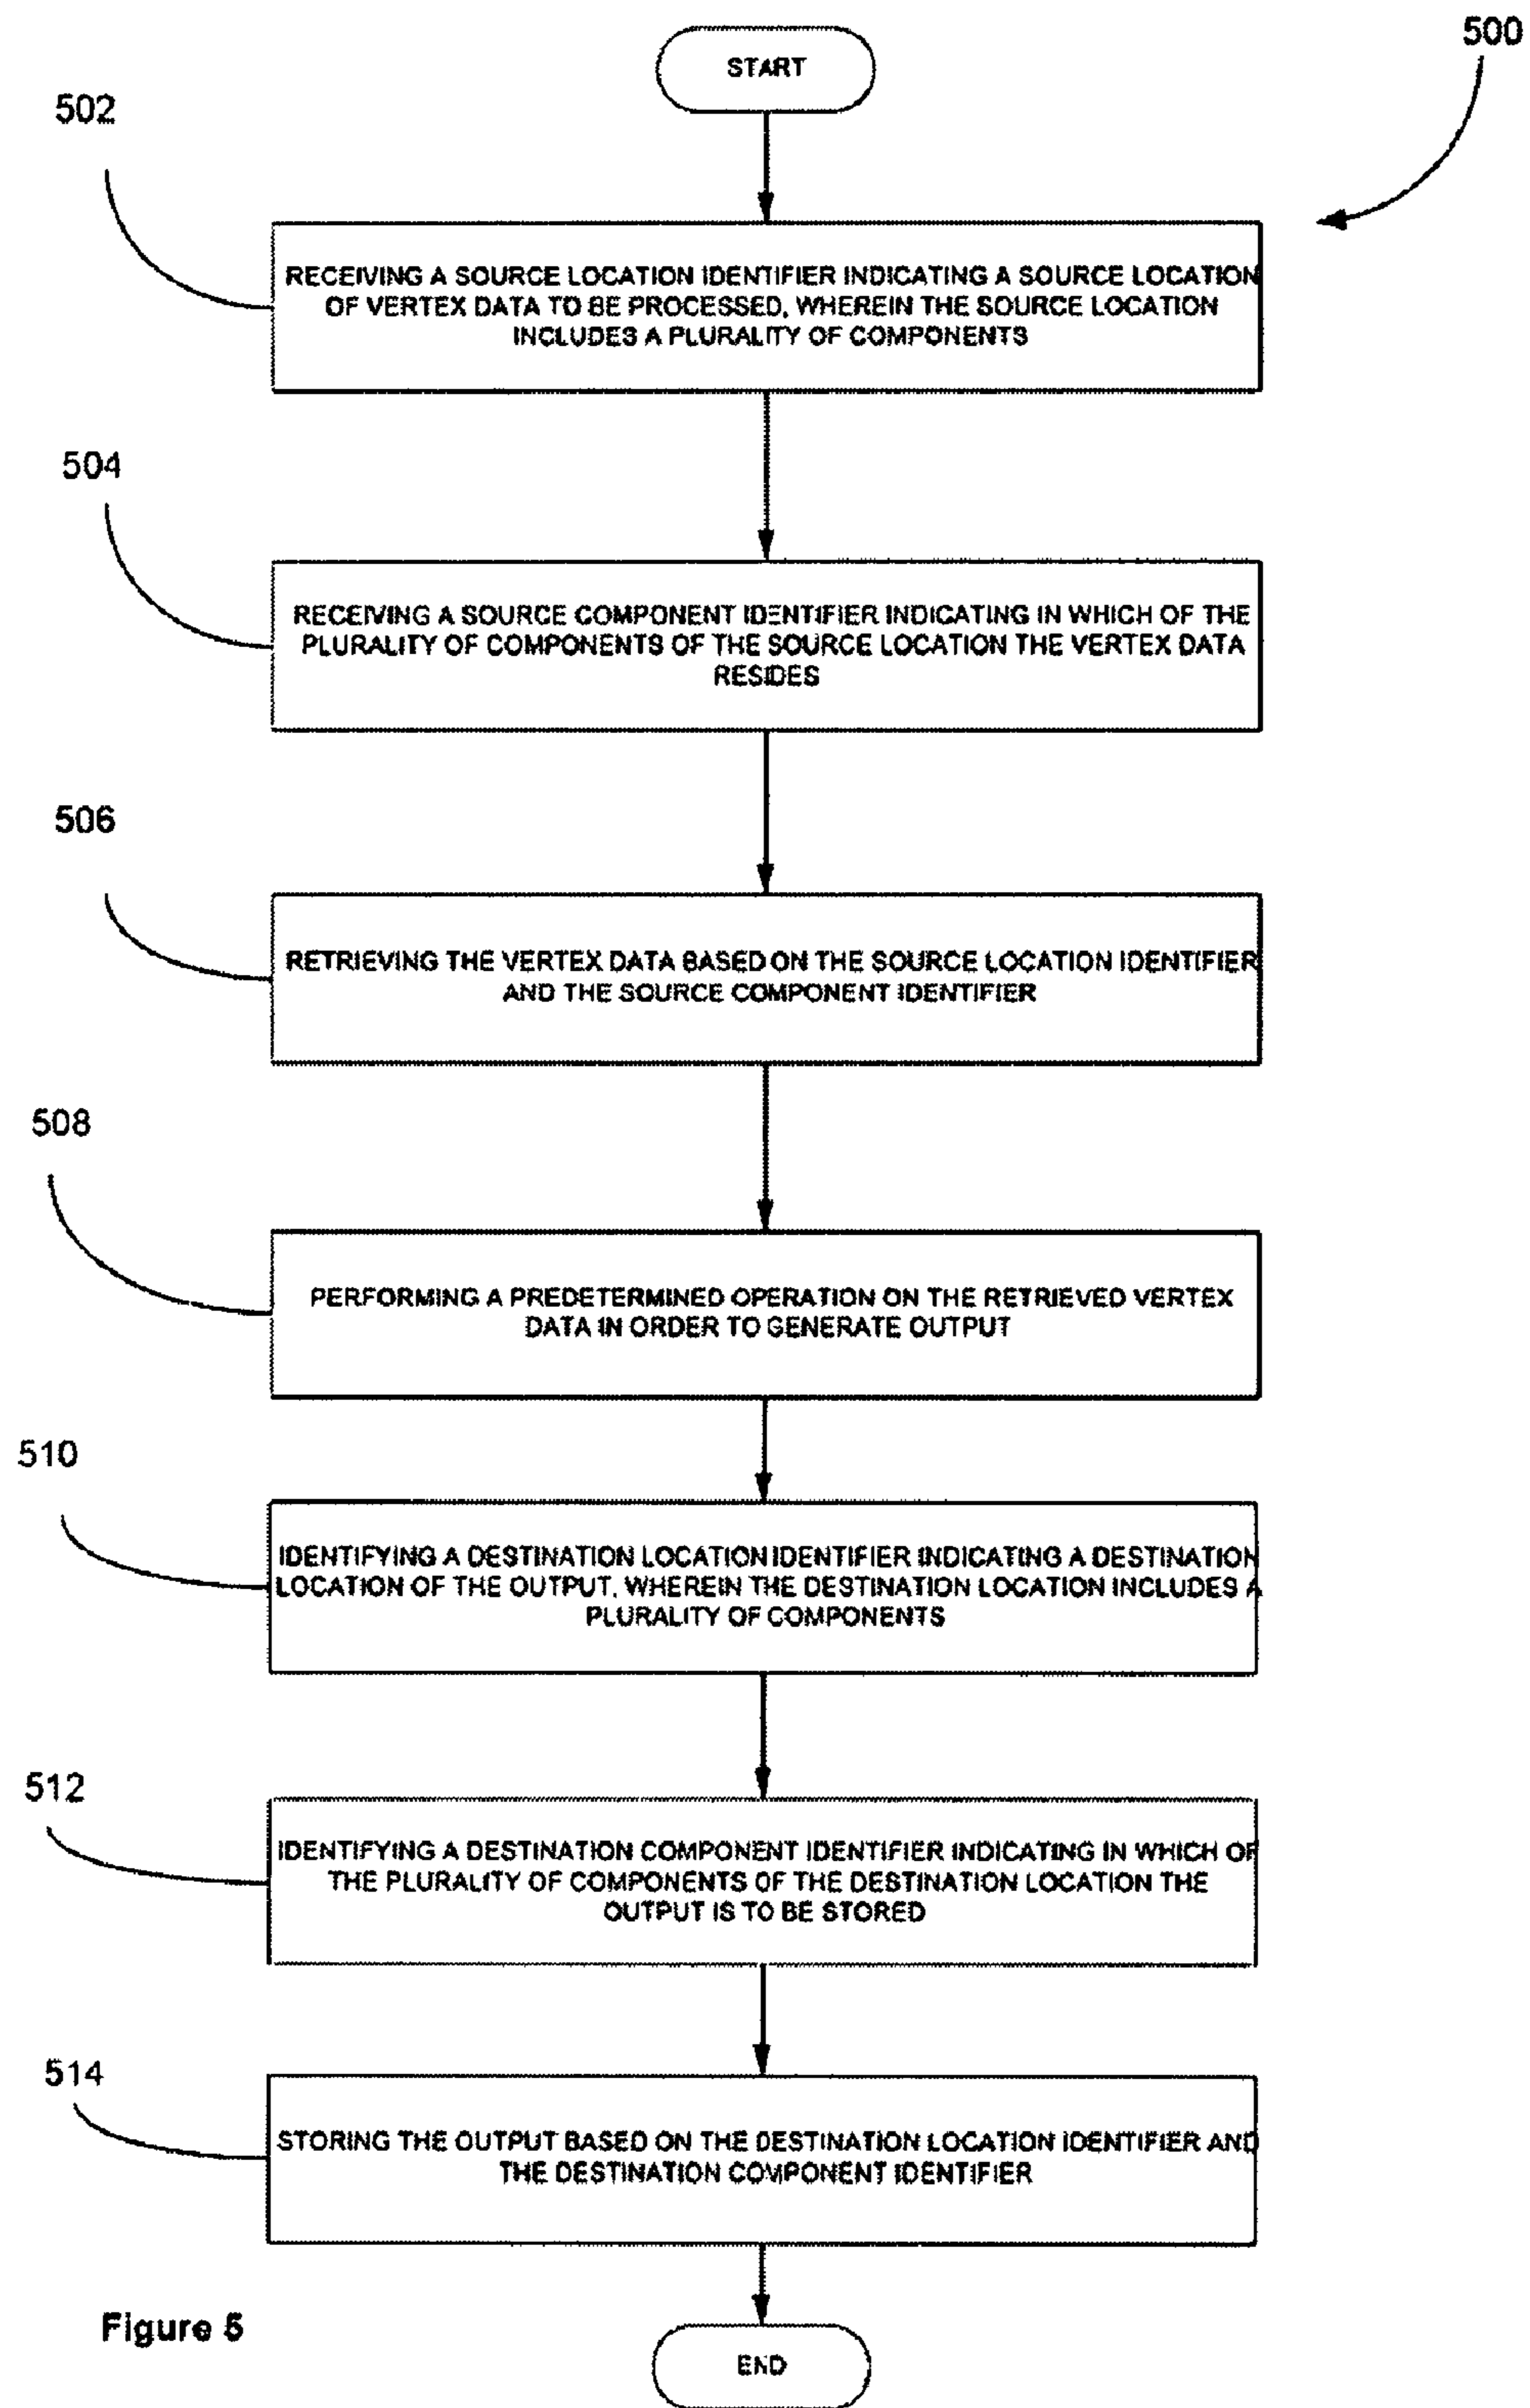 500
START
502
RECEIVING A SOURCE LOCATION IDENTIFIER INDICATING A SOURCE LOCATION
OF VERTEX DATA TO BE PROCESSED, WHEREIN THE SOURCE LOCATION
INCLUDES A PLURALITY OF COMPONENTS
504
RECEIVING A SOURCE COMPONENT IDENTIFIER INDICATING IN WHICH OF THE
PLURALITY OF COMPONENTS OF THE SOURCE LOCATION THE VERTEX DATA
RESIDES
506
RETRIEVING THE VERTEX DATA BASED ON THE SOURCE LOCATION IDENTIFIER
AND THE SOURCE COMPONENT IDENTIFIER
508
PERFORMING A PREDETERMINED OPERATION ON THE RETRIEVED VERTEX
DATA IN ORDER TO GENERATE OUTPUT
510
IDENTIFYING A DESTINATION LOCATION IDENTIFIER INDICATING A DESTINATION
LOCATION OF THE OUTPUT, WHEREIN THE DESTINATION LOCATION INCLUDES A
PLURALITY OF COMPONENTS
512
IDENTIFYING A DESTINATION COMPONENT IDENTIFIER INDICATING IN WHICH OF
THE PLURALITY OF COMPONENTS OF THE DESTINATION LOCATION THE
OUTPUT IS TO BE STORED
514
STORING THE OUTPUT BASED ON THE DESTINATION LOCATION IDENTIFIER AND
THE DESTINATION COMPONENT IDENTIFIER
Figure 5
END